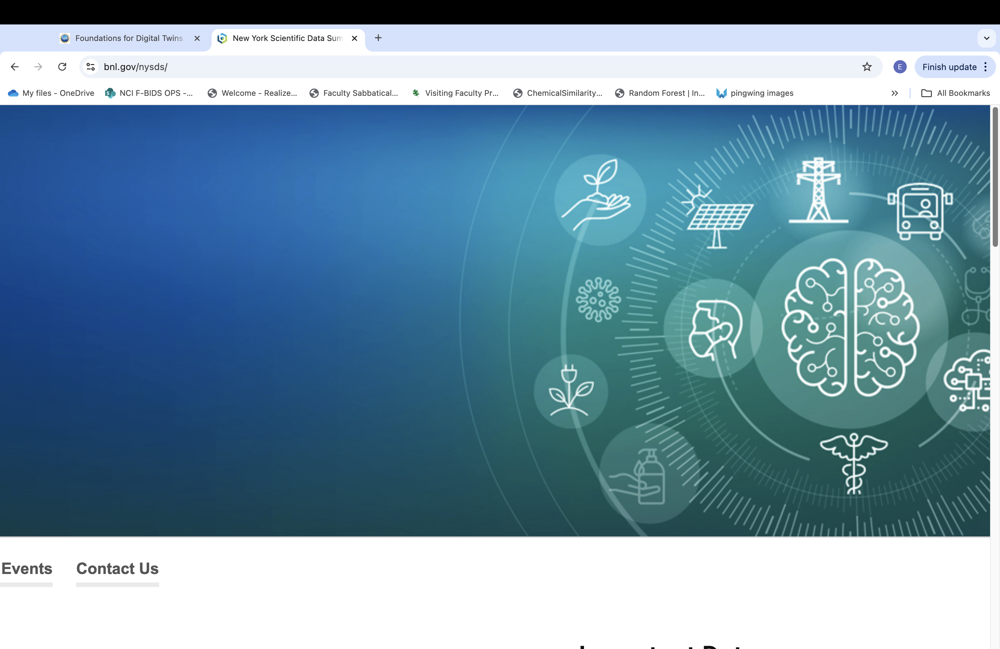 Foundations for Digital Twins
New York Scientific Data Sum
bnl.gov/nysds/
E
Finish update
My files - OneDrive
NCI F-BIDS OPS -...
Welcome - Realize...
Faculty Sabbatical...
Visiting Faculty Pr...
ChemicalSimilarity...
Random Forest | In...
pingwing images
All Bookmarks
Events
Contact Us